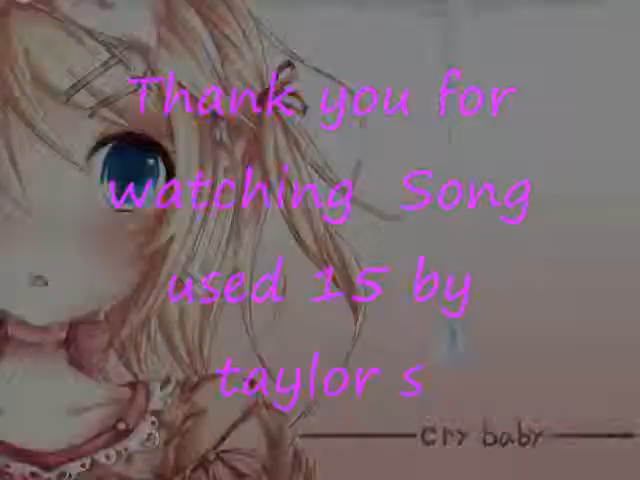 Thank you for
watching Song
used 15 by
taylor s
cry baby